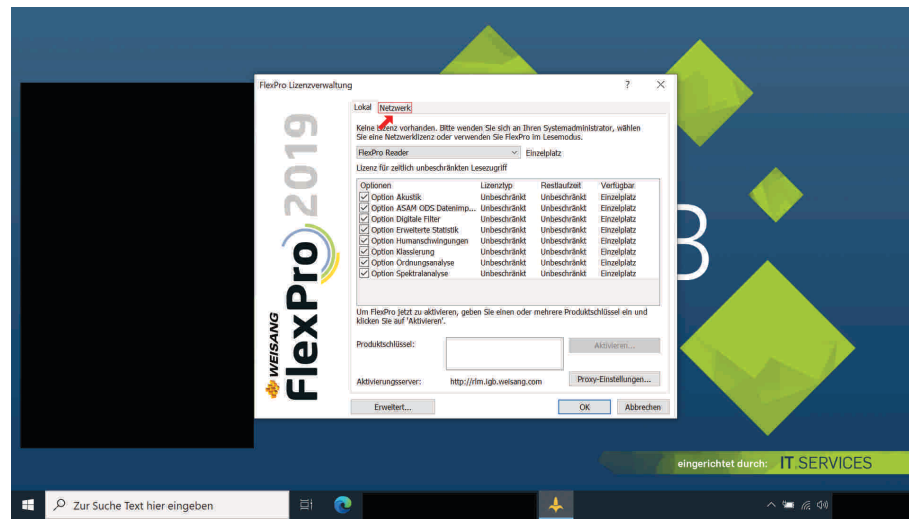 FlexPro Lizenzverwaltung
?
Lokal Netzwerk
Keine Lizenz vorhanden. Bitte wenden Sie sich an Ihren Systemadministrator, wählen
Sie eine Netzwerklizenz oder verwenden Sie FlexPro im Lesemodus.
FlexPro Reader Einzelplatz
Lizenz für zeitlich unbeschränkten Lesezugriff
Optionen Lizenztyp Restlaufzeit Verfügbar
Option Akustik Unbeschränkt Unbeschränkt Einzelplatz
Option ASAM ODS Datenimp... Unbeschränkt Unbeschränkt Einzelplatz
Option Digitale Filter Unbeschränkt Unbeschränkt Einzelplatz
Option Erweiterte Statistik Unbeschränkt Unbeschränkt Einzelplatz
Option Humanschwingungen Unbeschränkt Unbeschränkt Einzelplatz
Option Klassierung Unbeschränkt Unbeschränkt Einzelplatz
Option Ordnungsanalyse Unbeschränkt Unbeschränkt Einzelplatz
Option Spektralanalyse Unbeschränkt Unbeschränkt Einzelplatz
Um FlexPro jetzt zu aktivieren, geben Sie einen oder mehrere Produktschlüssel ein und
klicken Sie auf 'Aktivieren'.
Produktschlüssel: Aktivieren...
Aktivierungsserver: http://rlm.lgb.weisang.com Proxy-Einstellungen...
Erweitert... OK Abbrechen
WEISANG
FlexPro 2019
B
eingerichtet durch: IT.SERVICES
Zur Suche Text hier eingeben